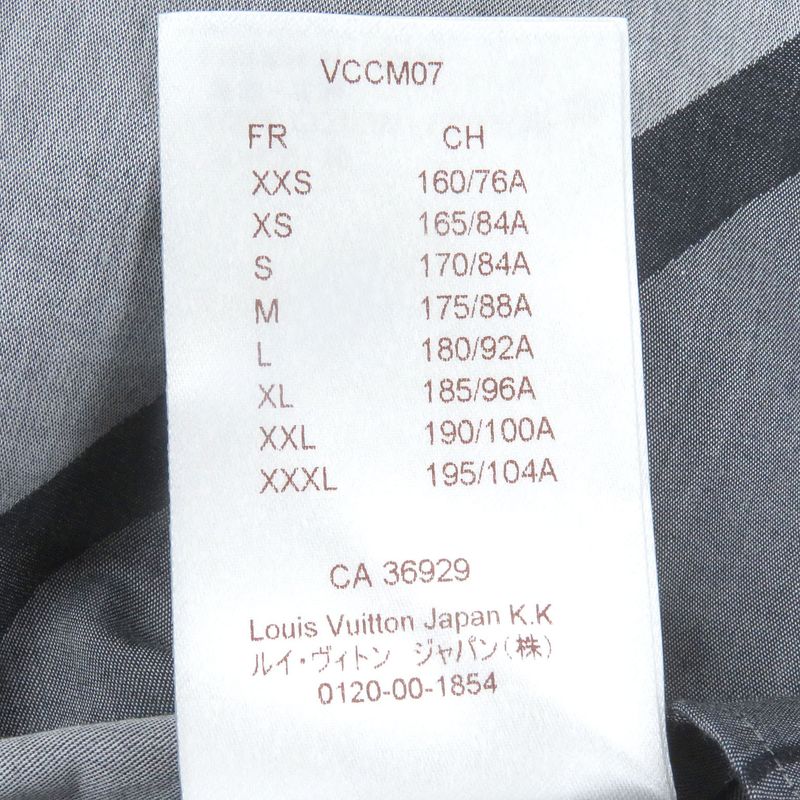 VCCM07
FR CH
XXS 160/76A
XS 165/84A
S 170/84A
M 175/88A
L 180/92A
XL 185/96A
XXL 190/100A
XXXL 195/104A
CA 36929
Louis Vuitton Japan K.K
ルイ・ヴィトン ジャパン(株)
0120-00-1854